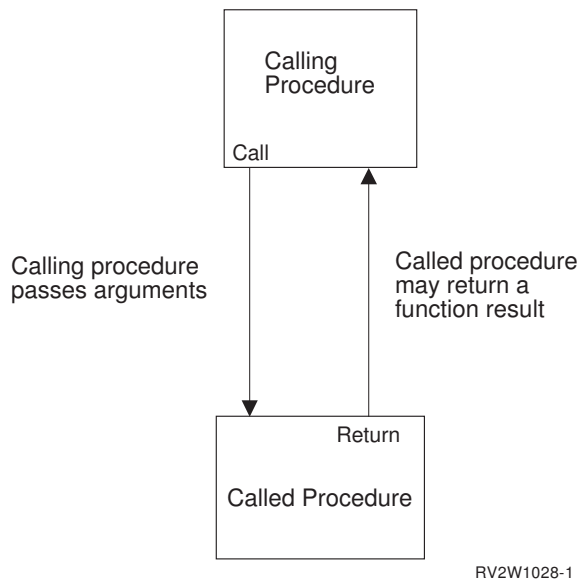 Calling
Procedure
Call
Calling procedure
passes arguments
Called procedure
may return a
function result
Return
Called Procedure
RV2W1028-1